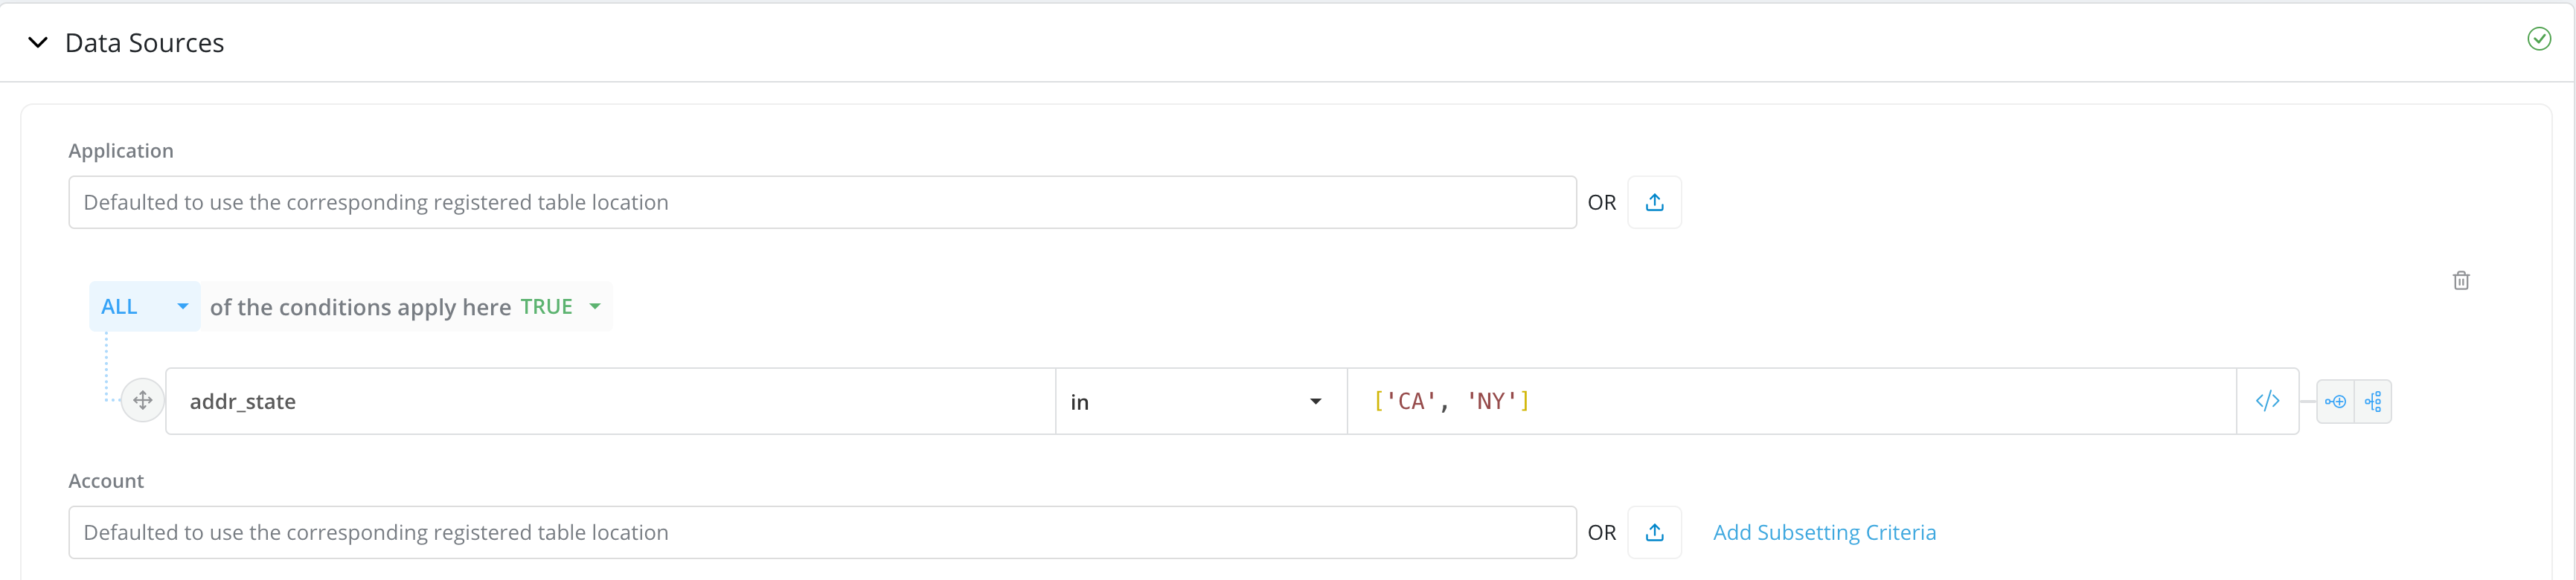 Data Sources
Application
Defaulted to use the corresponding registered table location OR
ALL of the conditions apply here TRUE
addr_state in ['CA', 'NY'] </>
Account
Defaulted to use the corresponding registered table location OR Add Subsetting Criteria